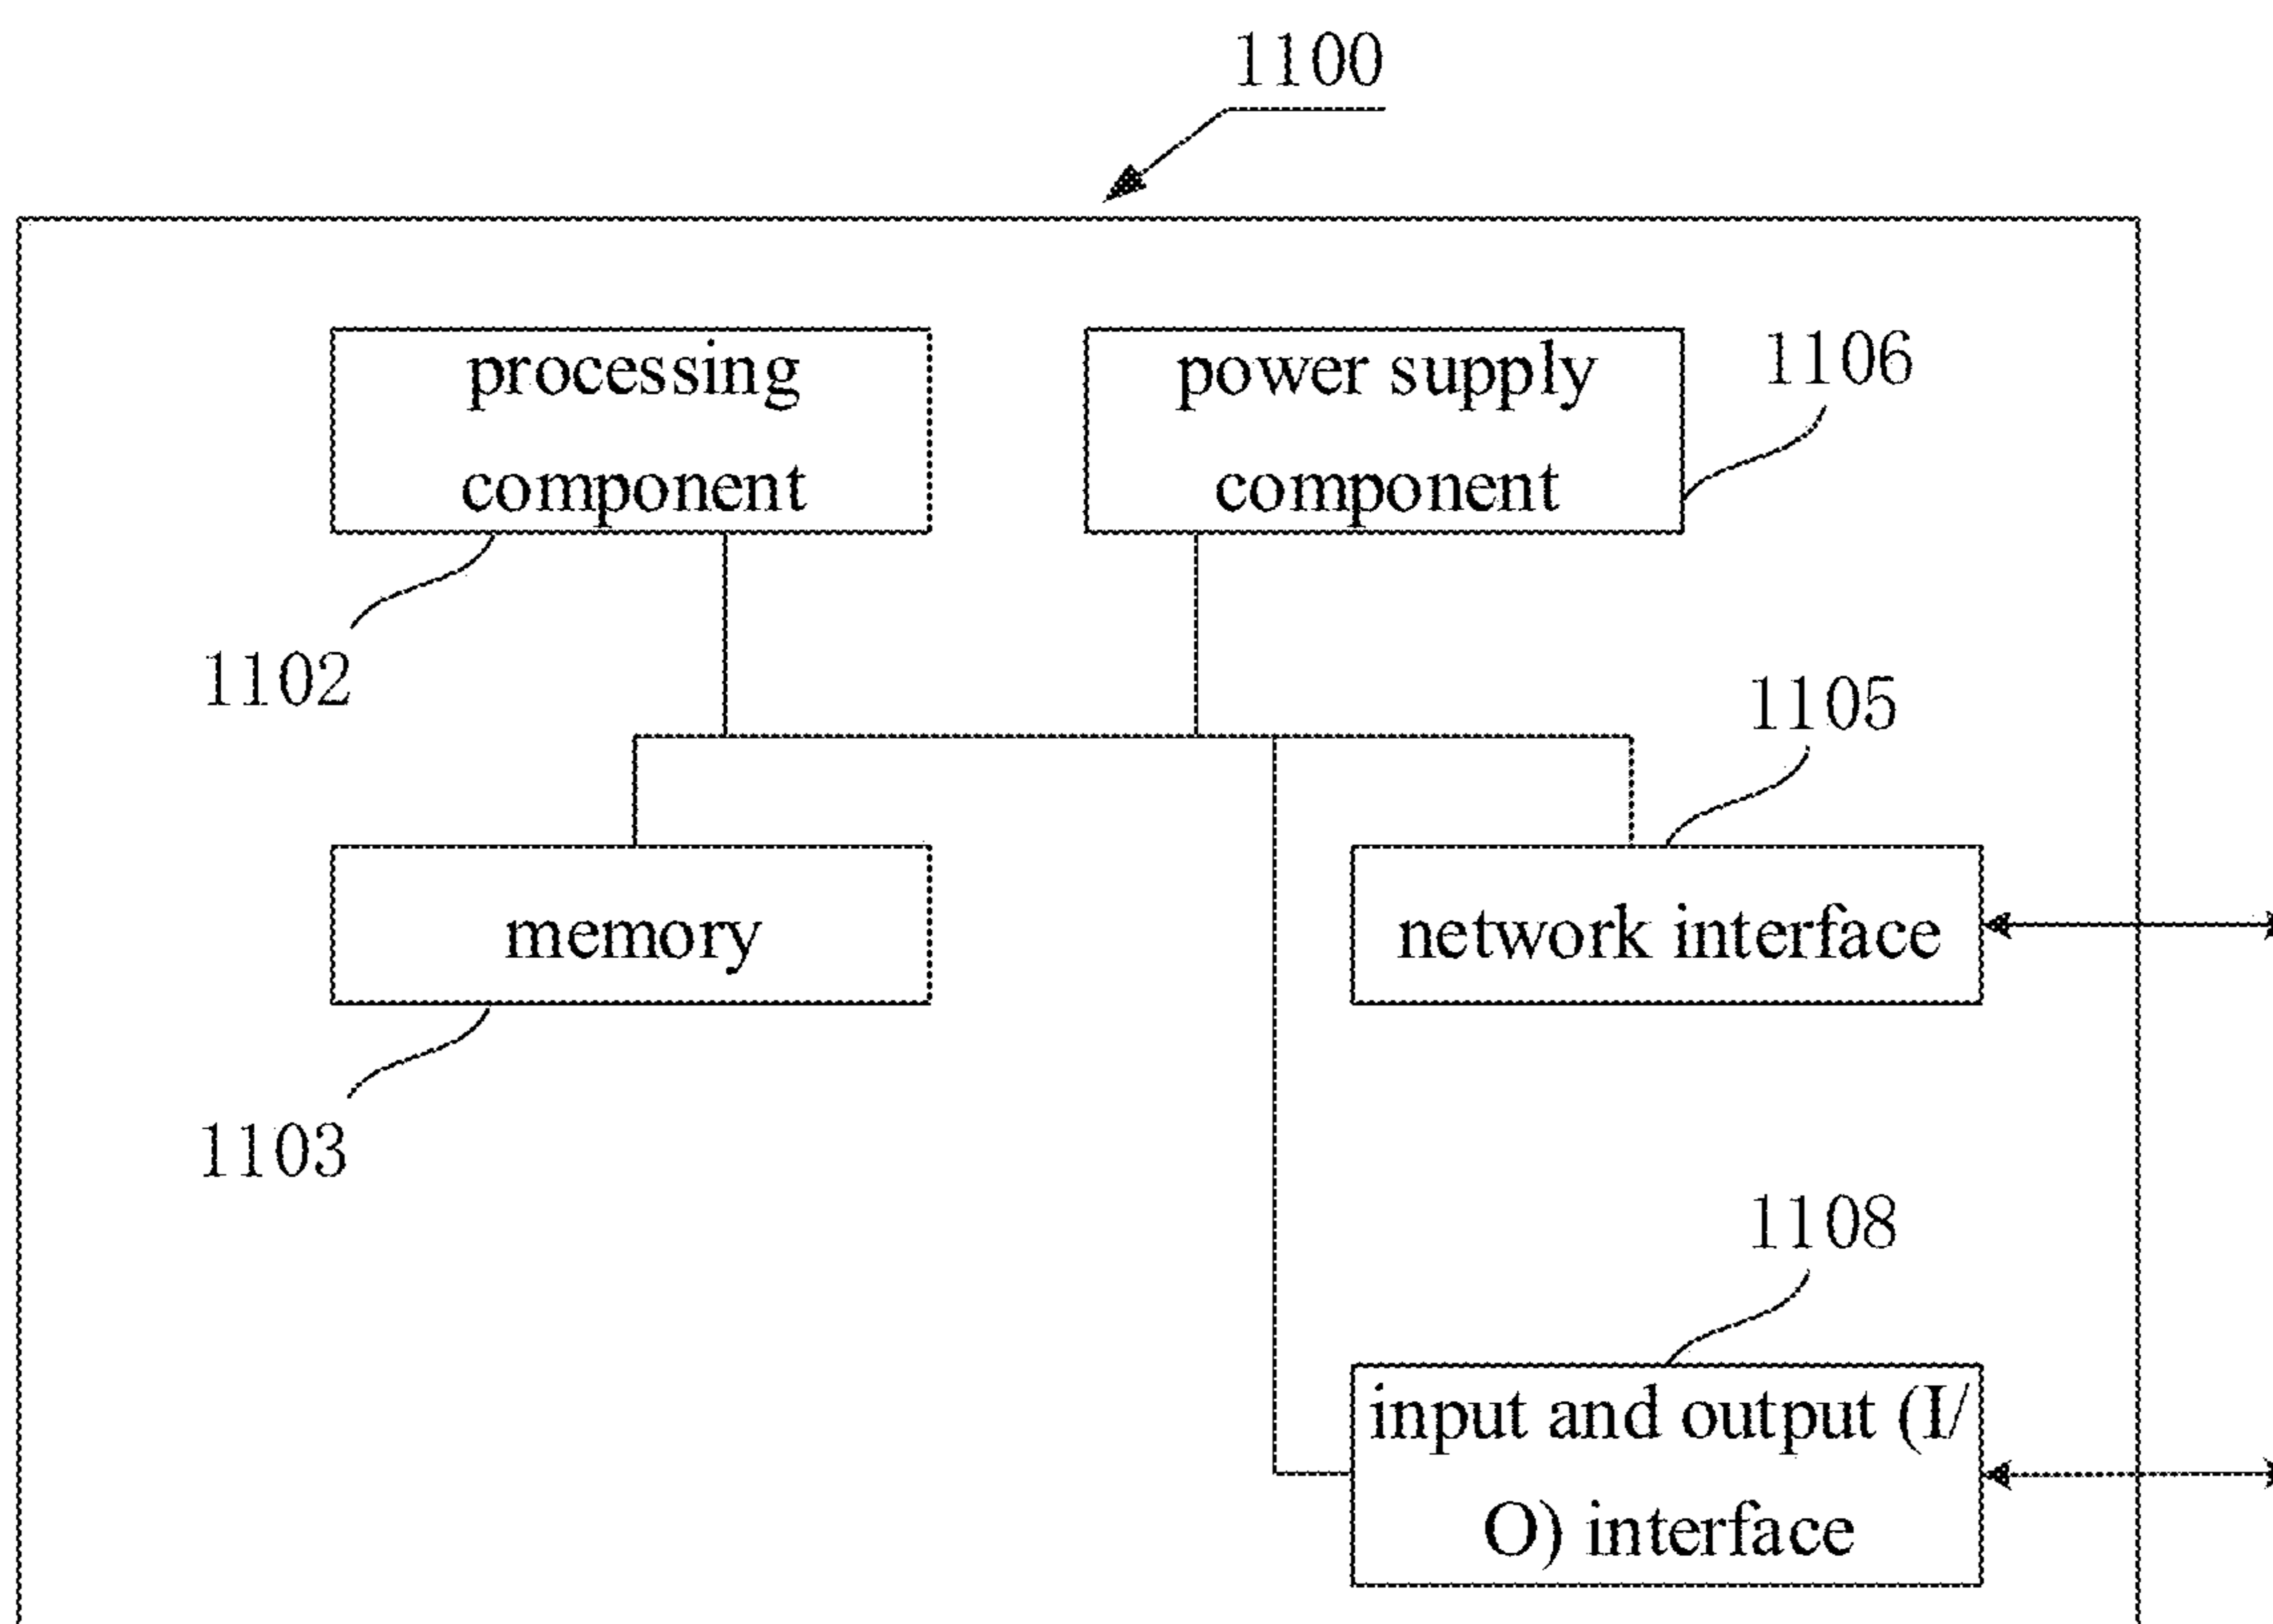 1100
processing
component
power supply
component
1106
1102
1105
memory
network interface
1103
1108
input and output (I/
O) interface